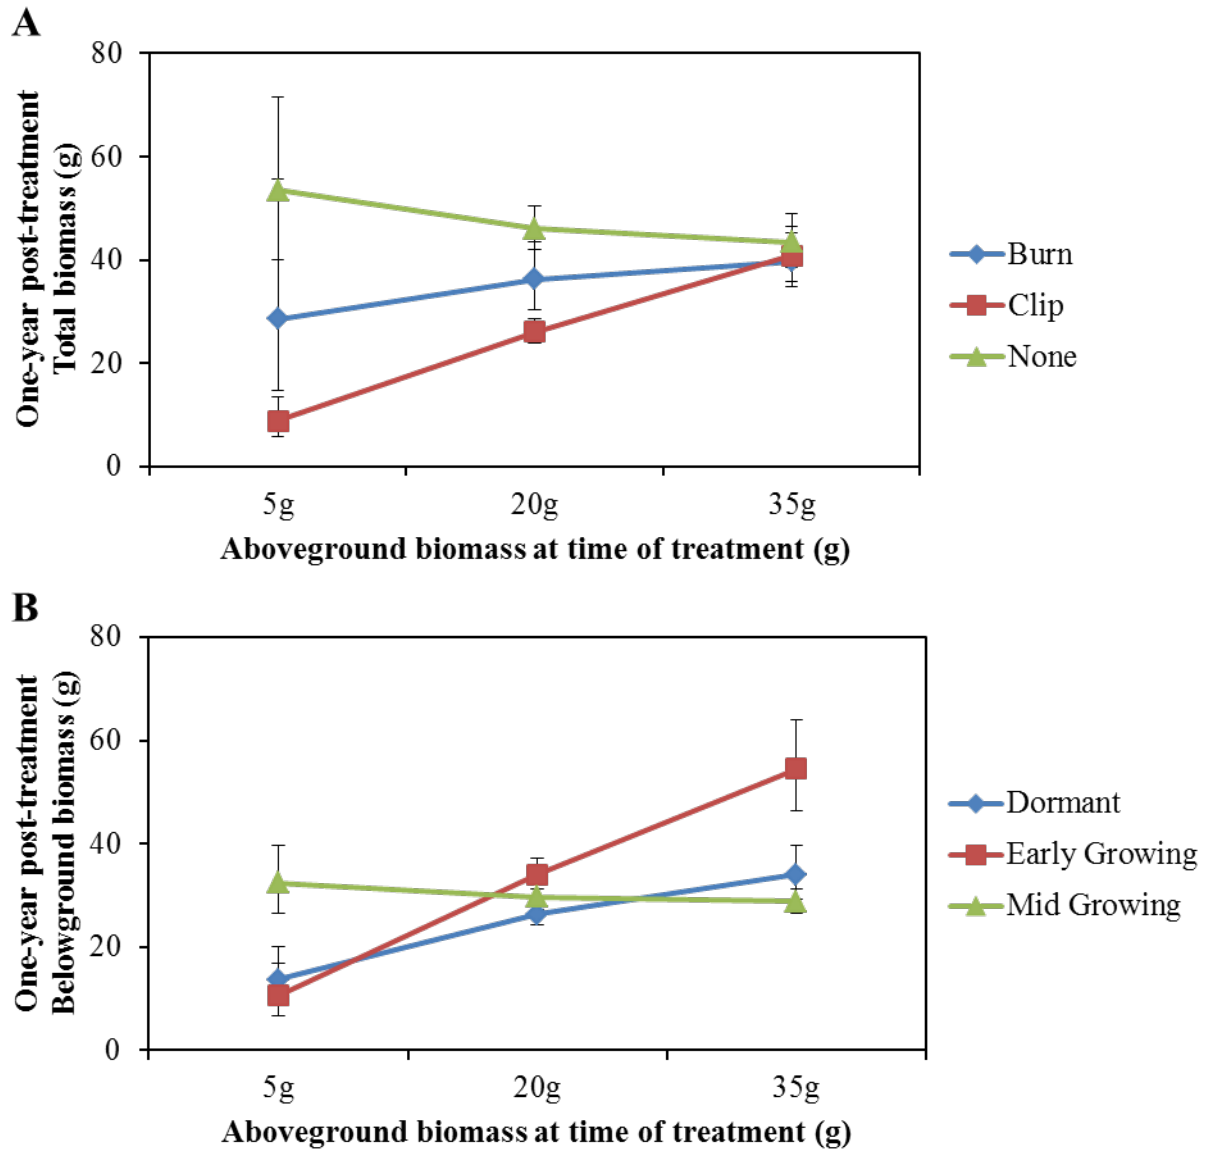 A
One-year post-treatment
Total biomass (g)
80
60
40
20
0
5g 20g 35g
Aboveground biomass at time of treatment (g)
Burn
Clip
None
B
One-year post-treatment
Belowground biomass (g)
80
60
40
20
0
5g 20g 35g
Aboveground biomass at time of treatment (g)
Dormant
Early Growing
Mid Growing